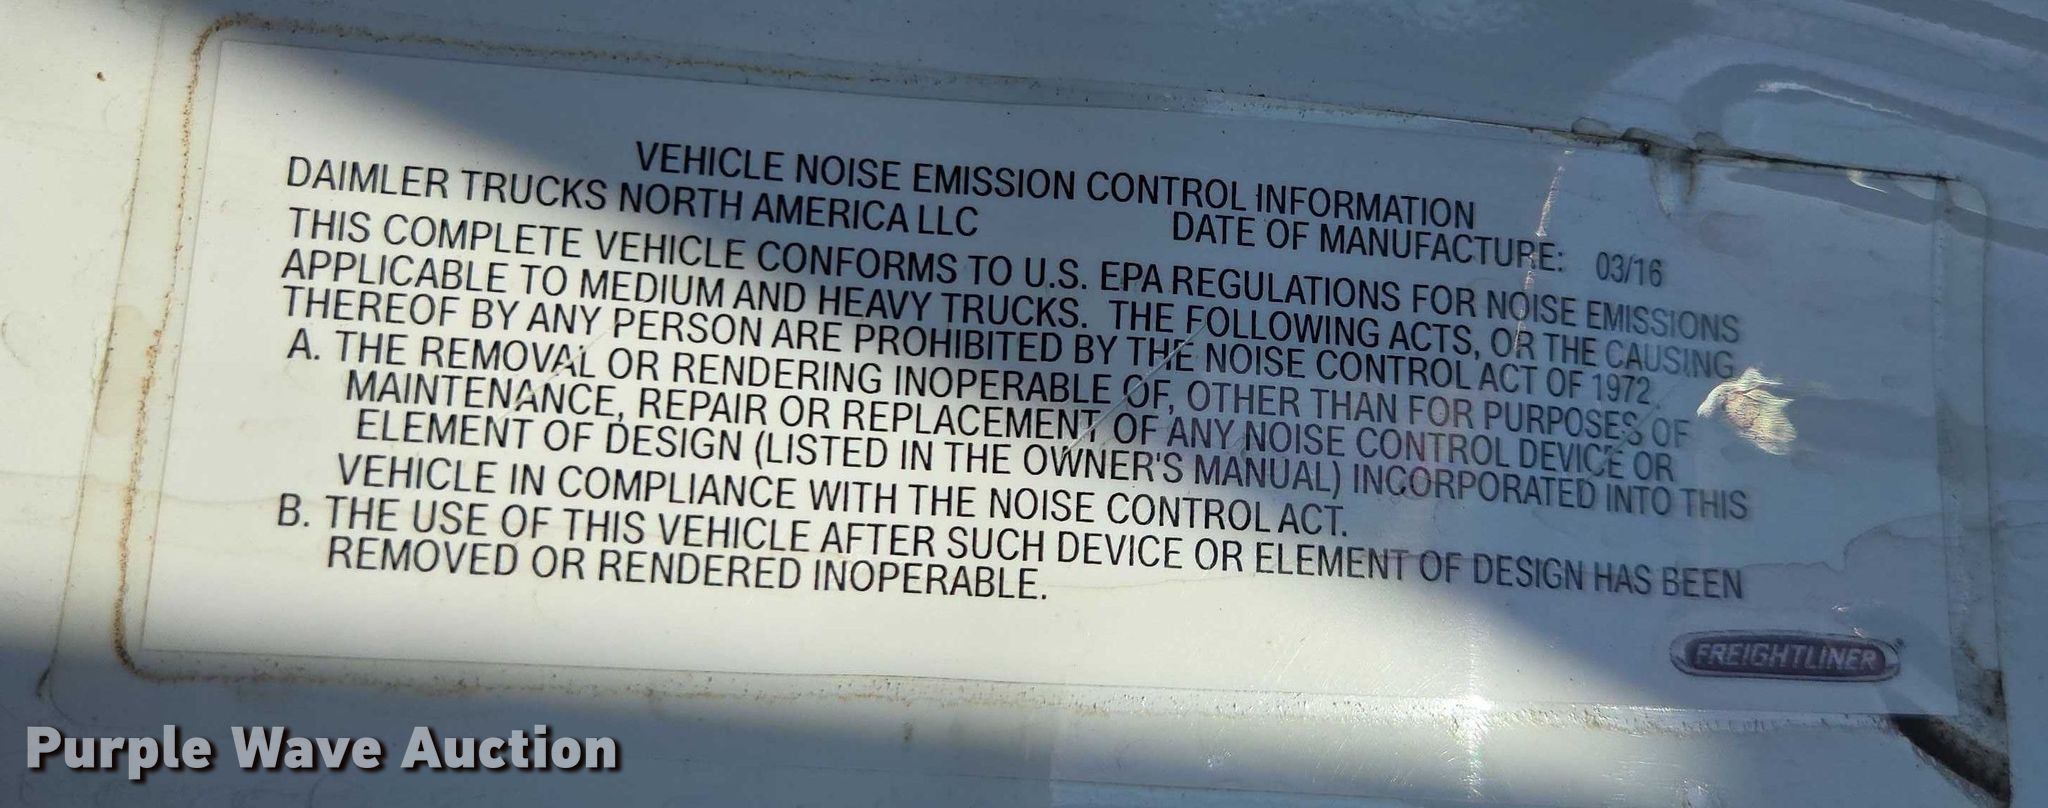 VEHICLE NOISE EMISSION CONTROL INFORMATION
DAIMLER TRUCKS NORTH AMERICA LLC DATE OF MANUFACTURE: 03/16
THIS COMPLETE VEHICLE CONFORMS TO U.S. EPA REGULATIONS FOR NOISE EMISSIONS
APPLICABLE TO MEDIUM AND HEAVY TRUCKS. THE FOLLOWING ACTS, OR THE CAUSING
THEREOF BY ANY PERSON ARE PROHIBITED BY THE NOISE CONTROL ACT OF 1972.
A. THE REMOVAL OR RENDERING INOPERABLE OF, OTHER THAN FOR PURPOSES OF
MAINTENANCE, REPAIR OR REPLACEMENT, OF ANY NOISE CONTROL DEVICE OR
ELEMENT OF DESIGN (LISTED IN THE OWNER'S MANUAL) INCORPORATED INTO THIS
VEHICLE IN COMPLIANCE WITH THE NOISE CONTROL ACT.
B. THE USE OF THIS VEHICLE AFTER SUCH DEVICE OR ELEMENT OF DESIGN HAS BEEN
REMOVED OR RENDERED INOPERABLE.
FREIGHTLINER
Purple Wave Auction